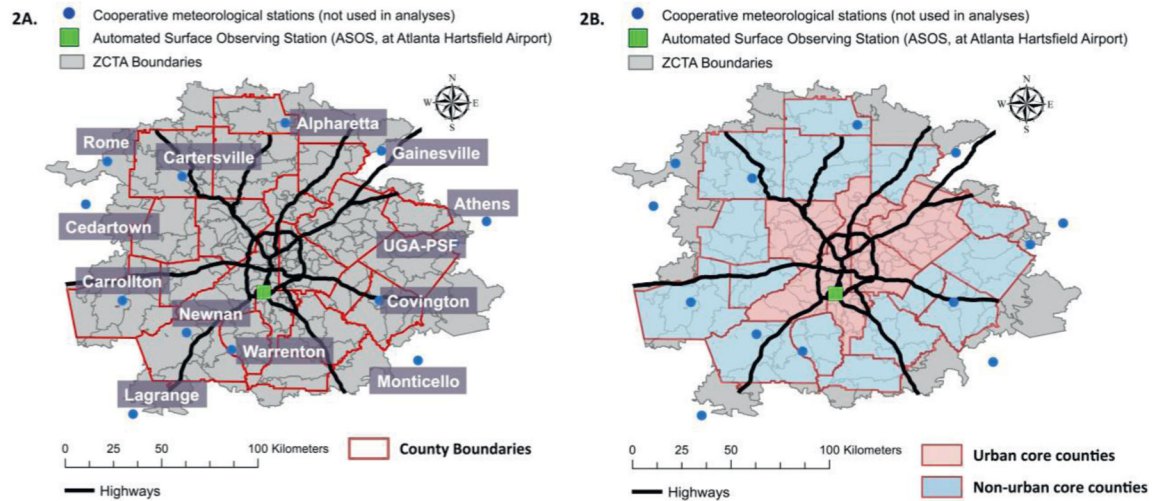 2A.
Cooperative meteorological stations (not used in analyses)
Automated Surface Observing Station (ASOS, at Atlanta Hartsfield Airport)
ZCTA Boundaries
N
W E
S
Alpharetta
Rome
Cartersville
Gainesville
Athens
Cedartown
UGA-PSF
Carrollton
Covington
Newnan
Warrenton
Monticello
Lagrange
0 25 50 100 Kilometers
County Boundaries
Highways
2B.
Cooperative meteorological stations (not used in analyses)
Automated Surface Observing Station (ASOS, at Atlanta Hartsfield Airport)
ZCTA Boundaries
N
W E
S
0 25 50 100 Kilometers
Urban core counties
Highways
Non-urban core counties